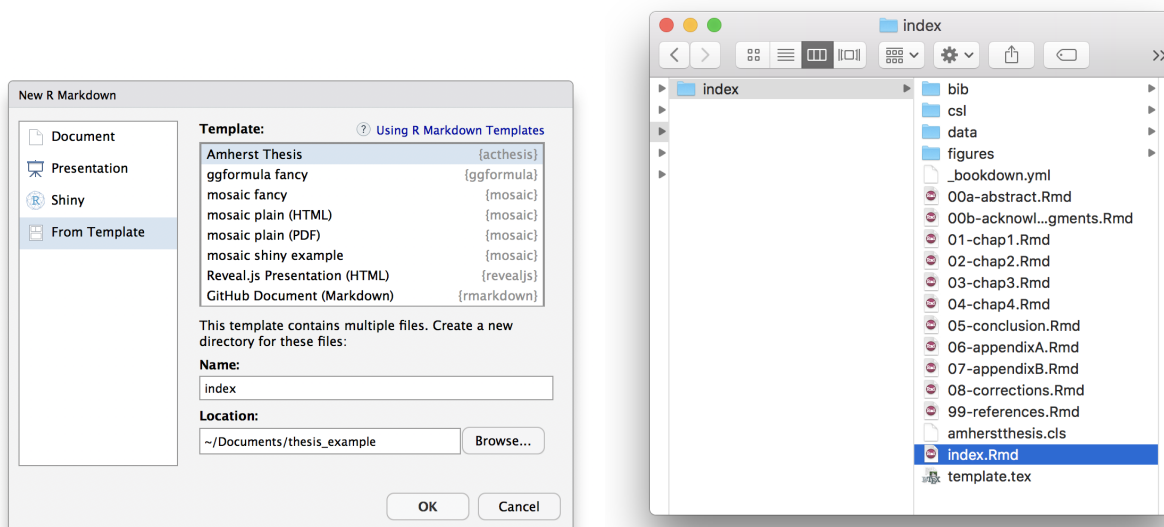 New R Markdown
Document
Presentation
R Shiny
From Template
Template:
? Using R Markdown Templates
Amherst Thesis {acthesis}
ggformula fancy {ggformula}
mosaic fancy {mosaic}
mosaic plain (HTML) {mosaic}
mosaic plain (PDF) {mosaic}
mosaic shiny example {mosaic}
Reveal.js Presentation (HTML) {revealjs}
GitHub Document (Markdown) {rmarkdown}
This template contains multiple files. Create a new
directory for these files:
Name:
index
Location:
~/Documents/thesis_example Browse...
OK Cancel
index
index
bib
csl
data
figures
_bookdown.yml
00a-abstract.Rmd
00b-acknowl...gments.Rmd
01-chap1.Rmd
02-chap2.Rmd
03-chap3.Rmd
04-chap4.Rmd
05-conclusion.Rmd
06-appendixA.Rmd
07-appendixB.Rmd
08-corrections.Rmd
99-references.Rmd
amherstthesis.cls
index.Rmd
template.tex